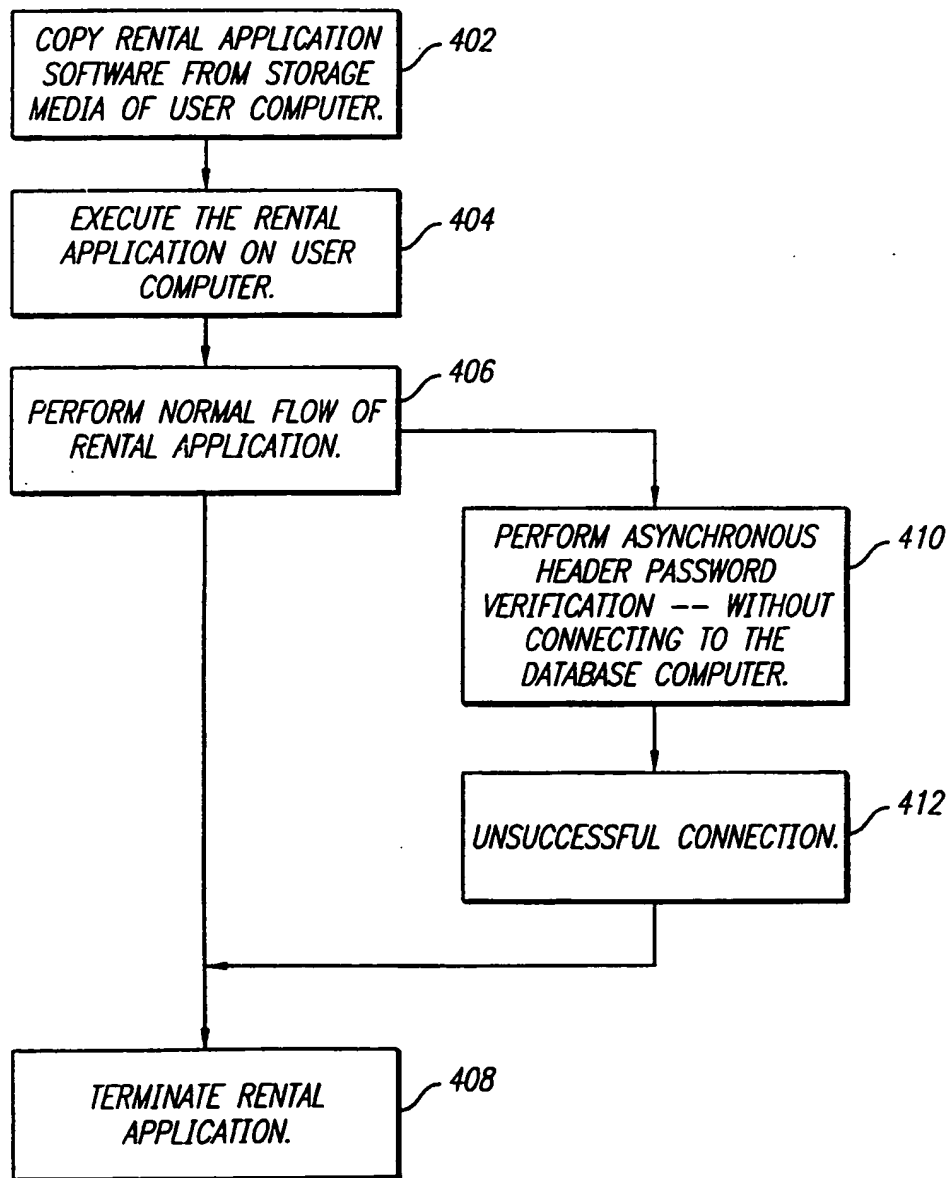 COPY RENTAL APPLICATION
SOFTWARE FROM STORAGE
MEDIA OF USER COMPUTER.
402
EXECUTE THE RENTAL
APPLICATION ON USER
COMPUTER.
404
406
PERFORM NORMAL FLOW OF
RENTAL APPLICATION.
PERFORM ASYNCHRONOUS
HEADER PASSWORD
VERIFICATION -- WITHOUT
CONNECTING TO THE
DATABASE COMPUTER.
410
UNSUCCESSFUL CONNECTION.
412
TERMINATE RENTAL
APPLICATION.
408